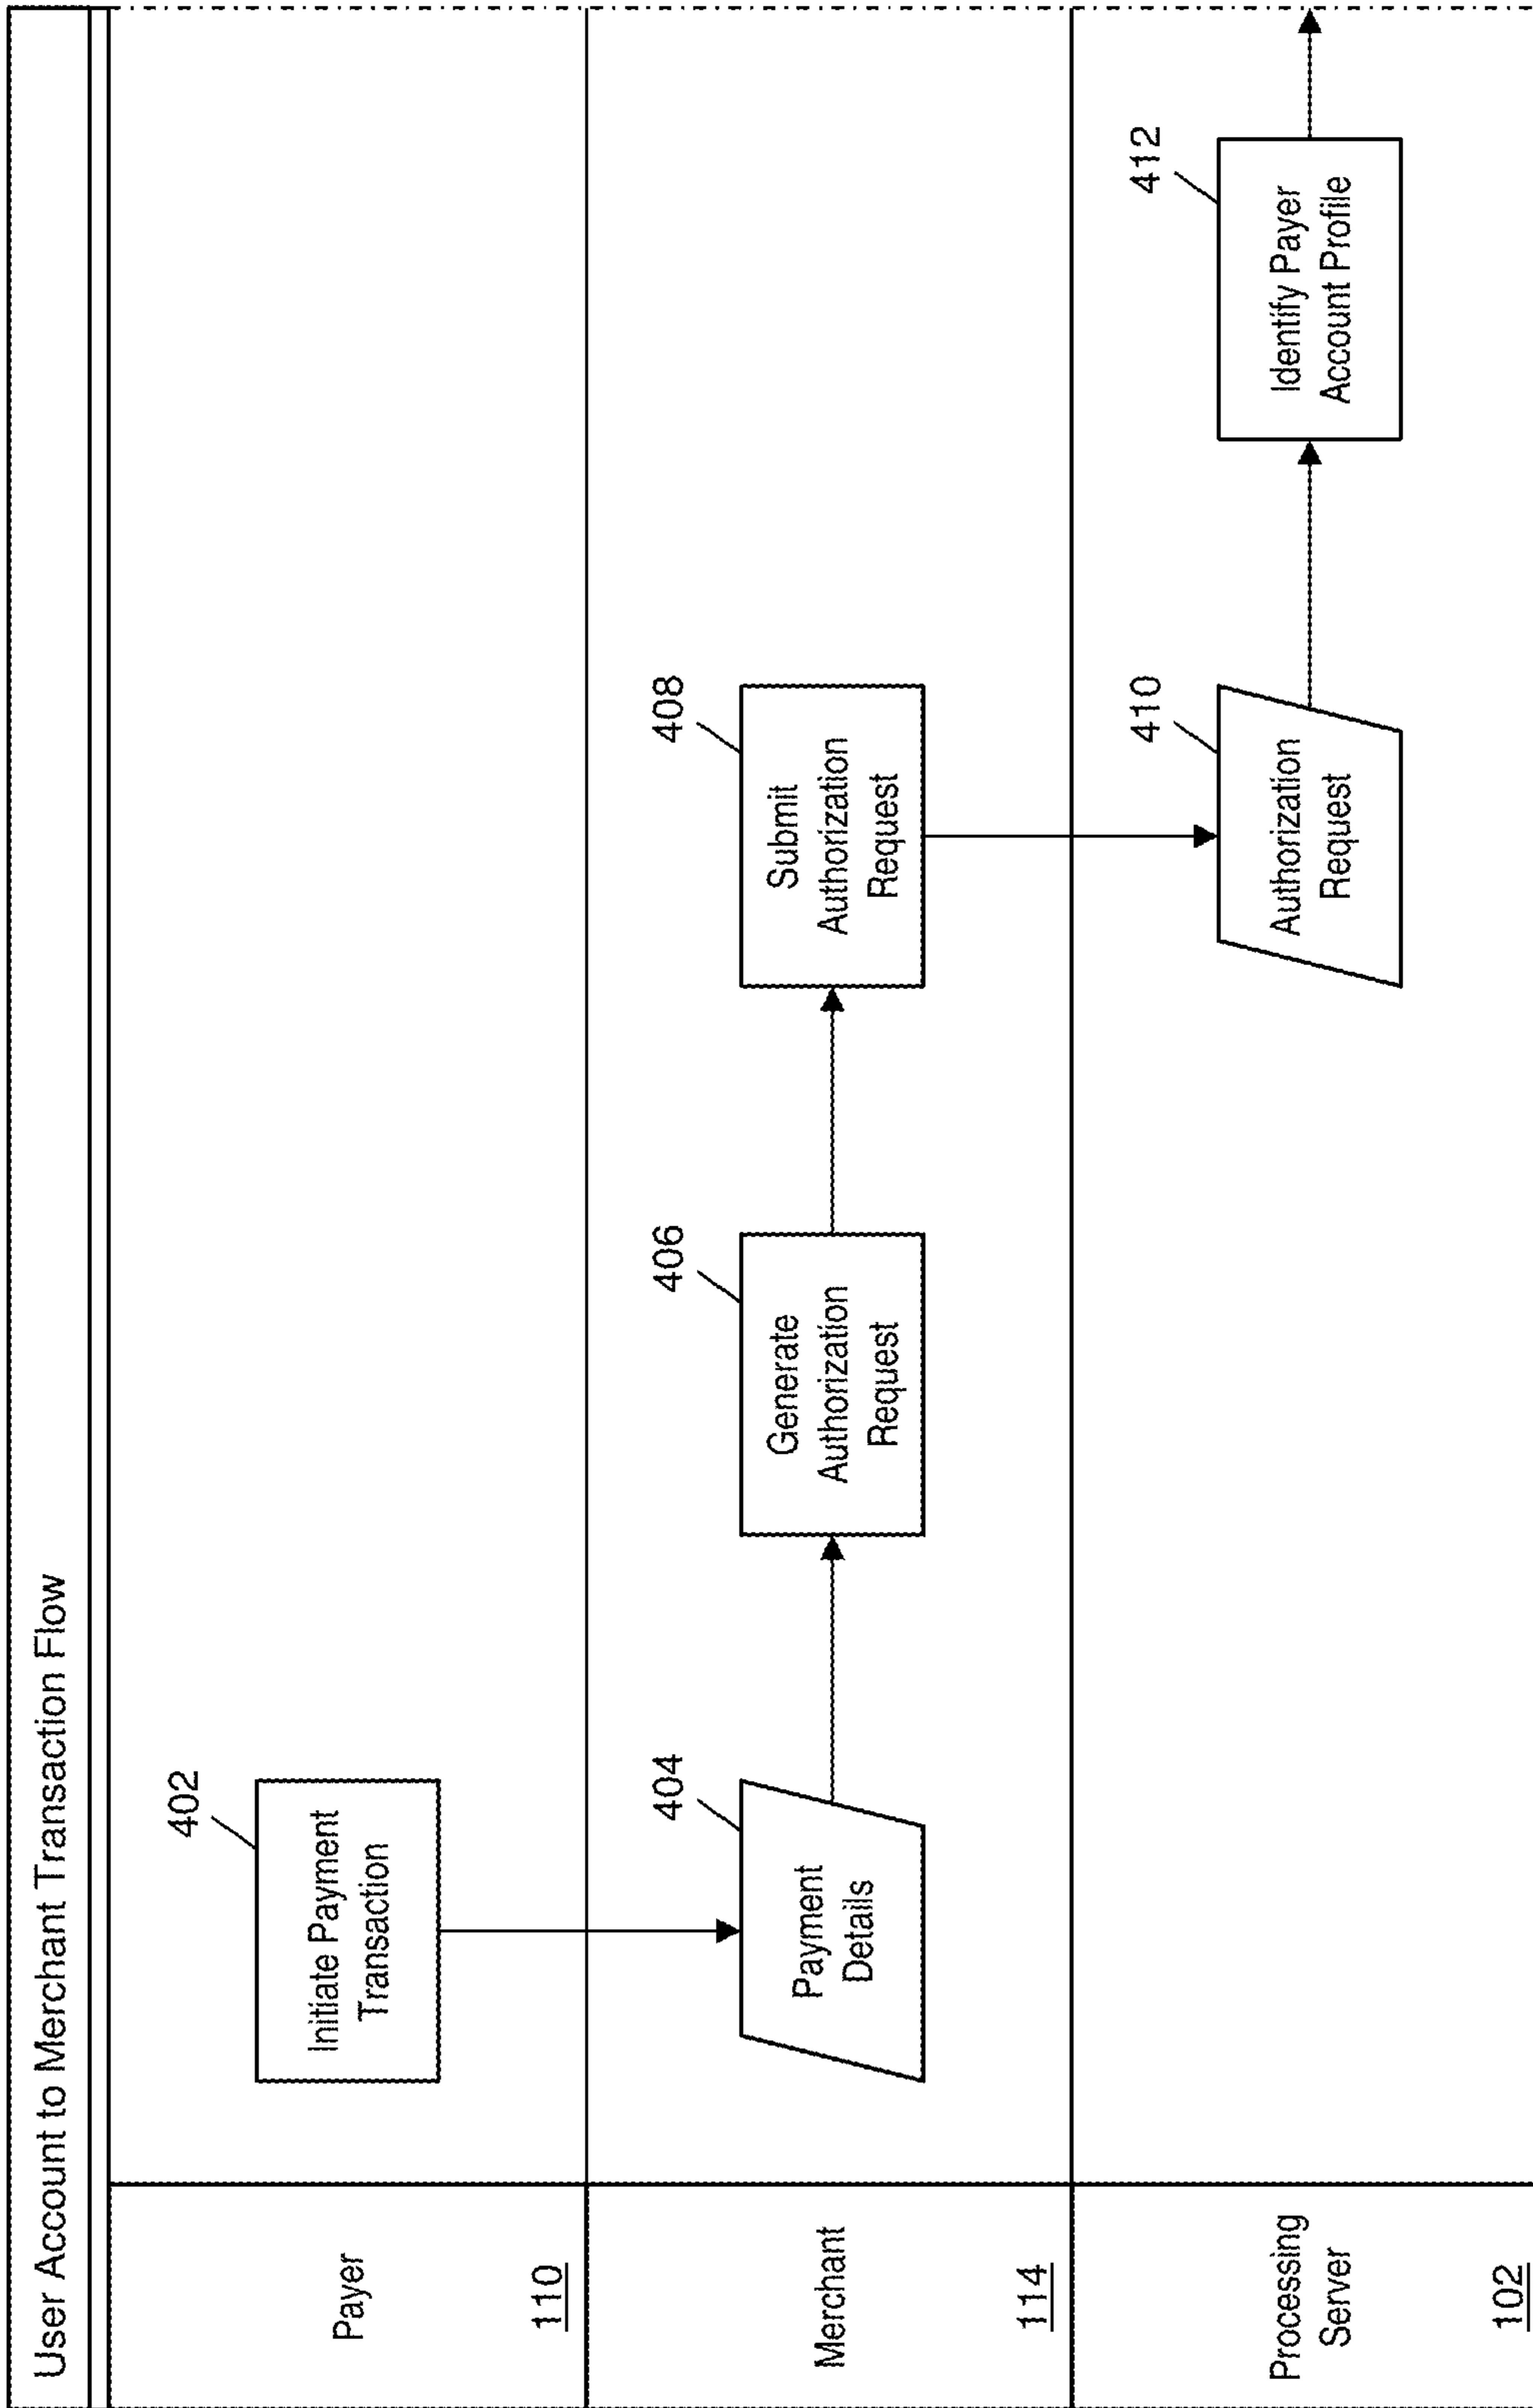 User Account to Merchant Transaction Flow
Payer
110
402
Initiate Payment
Transaction
Merchant
114
404
Payment
Details
406
Generate
Authorization
Request
408
Submit
Authorization
Request
Processing
Server
102
410
Authorization
Request
412
Identify Payer
Account Profile